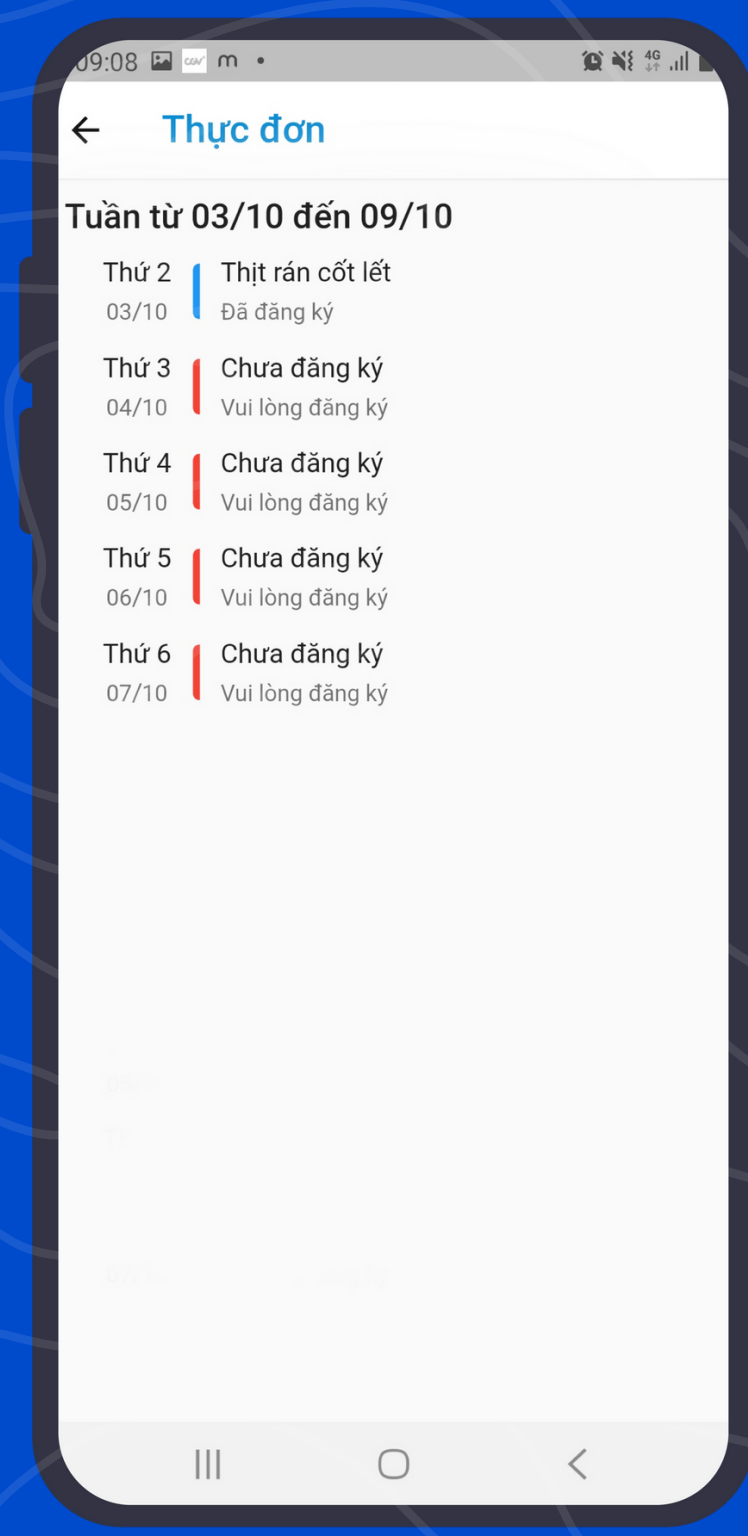 09:08 CGV m 4G
Thực đơn
Tuần từ 03/10 đến 09/10
Thứ 2 Thịt rán cốt lết
03/10 Đã đăng ký
Thứ 3 Chưa đăng ký
04/10 Vui lòng đăng ký
Thứ 4 Chưa đăng ký
05/10 Vui lòng đăng ký
Thứ 5 Chưa đăng ký
06/10 Vui lòng đăng ký
Thứ 6 Chưa đăng ký
07/10 Vui lòng đăng ký